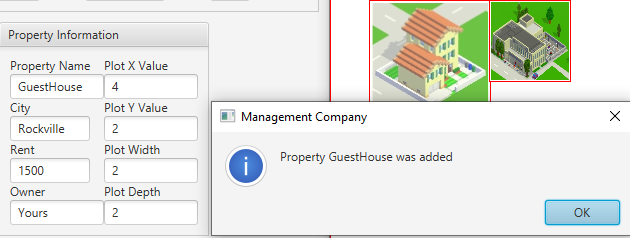 Property Information
Property Name Plot X Value
GuestHouse 4
City Plot Y Value
Rockville 2
Rent Plot Width
1500 2
Owner Plot Depth
Yours 2
Management Company
Property GuestHouse was added
OK